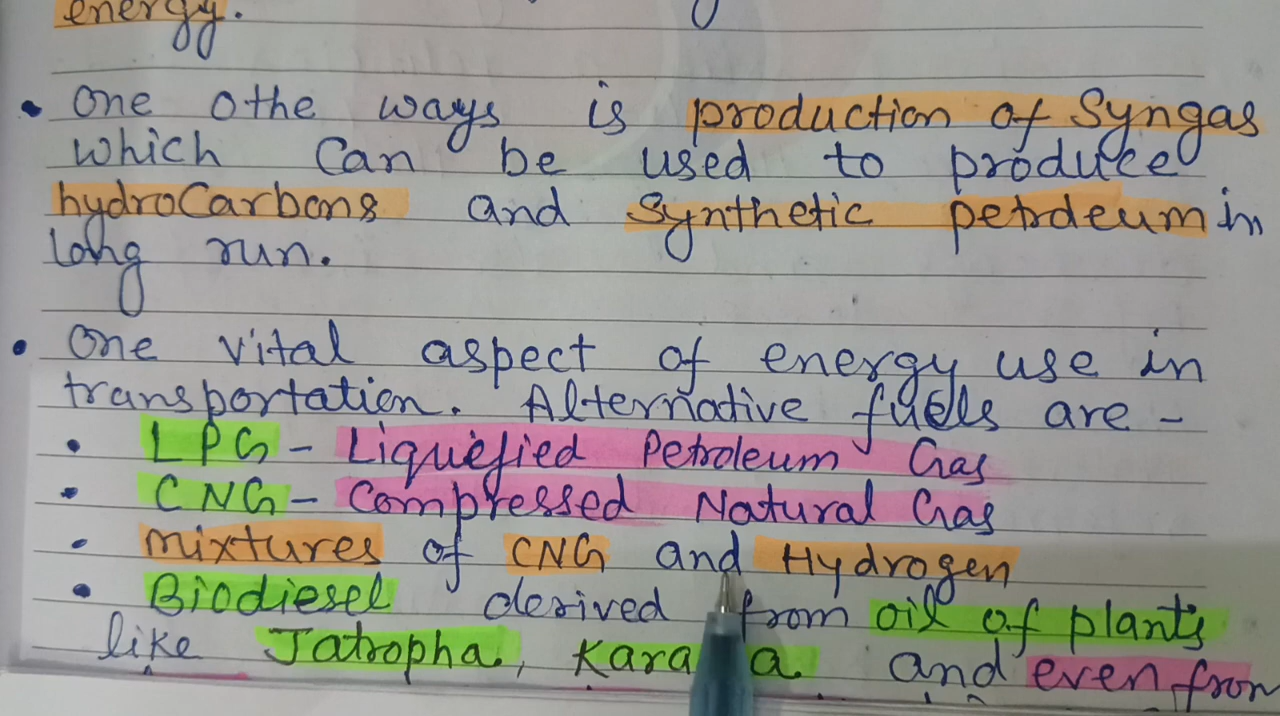 energy.
• One othe ways is production of Syngas
which can be used to produce
hydroCarbons and Synthetic petroleum in
long run.
• One vital aspect of energy use in
transportation. Alternative fuels are -
• LPG - Liquefied Petroleum Gas
• CNG - Compressed Natural Gas
• mixtures of CNG and Hydrogen
• Biodiesel derived from oil of plants
like Jatropha, and even from